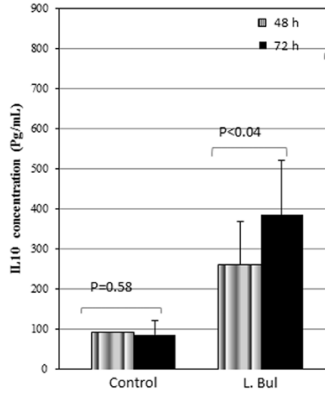 IL10 concentration (Pg/mL)
900
800
700
600
500
400
300
200
100
0
48 h
72 h
P<0.04
P=0.58
Control
L. Bul